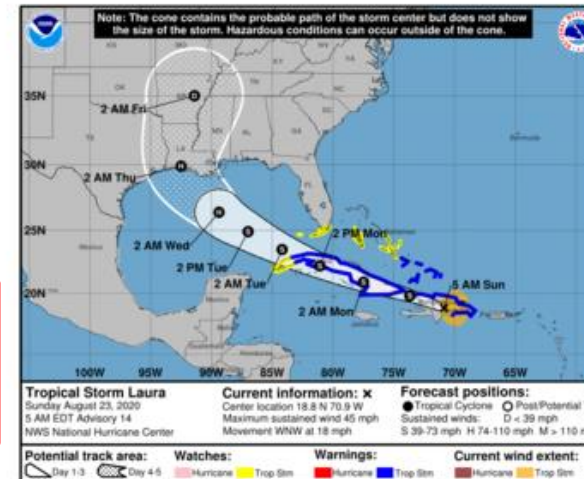 Note: The cone contains the probable path of the storm center but does not show
the size of the storm. Hazardous conditions can occur outside of the cone.
35N
2 AM Fri
30N
2 AM Thu
25N
2 AM Wed
2 PM Mon
2 PM Tue
5 AM Sun
2 AM Tue
20N
2 AM Mon
100W 95W 90W 85W 80W 75W 70W 65W
Tropical Storm Laura
Sunday August 23, 2020
5 AM EDT Advisory 14
NWS National Hurricane Center
Current information: x
Center location 18.8 N 70.9 W
Maximum sustained wind 45 mph
Movement WNW at 18 mph
Forecast positions:
Tropical Cyclone Post/Potential
Sustained winds: D < 39 mph
S 39-73 mph H 74-110 mph M > 110 m
Potential track area:
Day 1-3 Day 4-5
Watches:
Hurricane Trop Stm
Warnings:
Hurricane Trop Stm
Current wind extent:
Hurricane Trop Stm